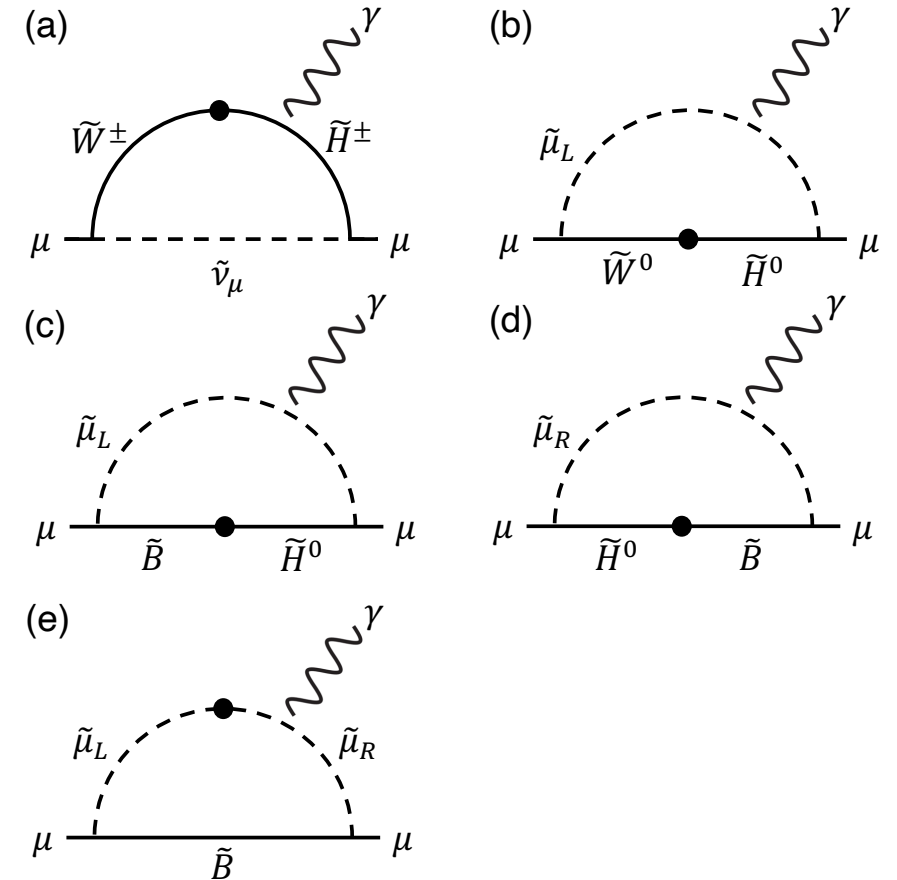 (a) γ (b) γ
W̃± H̃± μ̃L
μ μ μ μ
ν̃μ W̃⁰ H̃⁰
(c) γ (d) γ
μ̃L μ̃R
μ μ μ μ
B̃ H̃⁰ H̃⁰ B̃
(e) γ
μ̃L μ̃R
μ μ
B̃